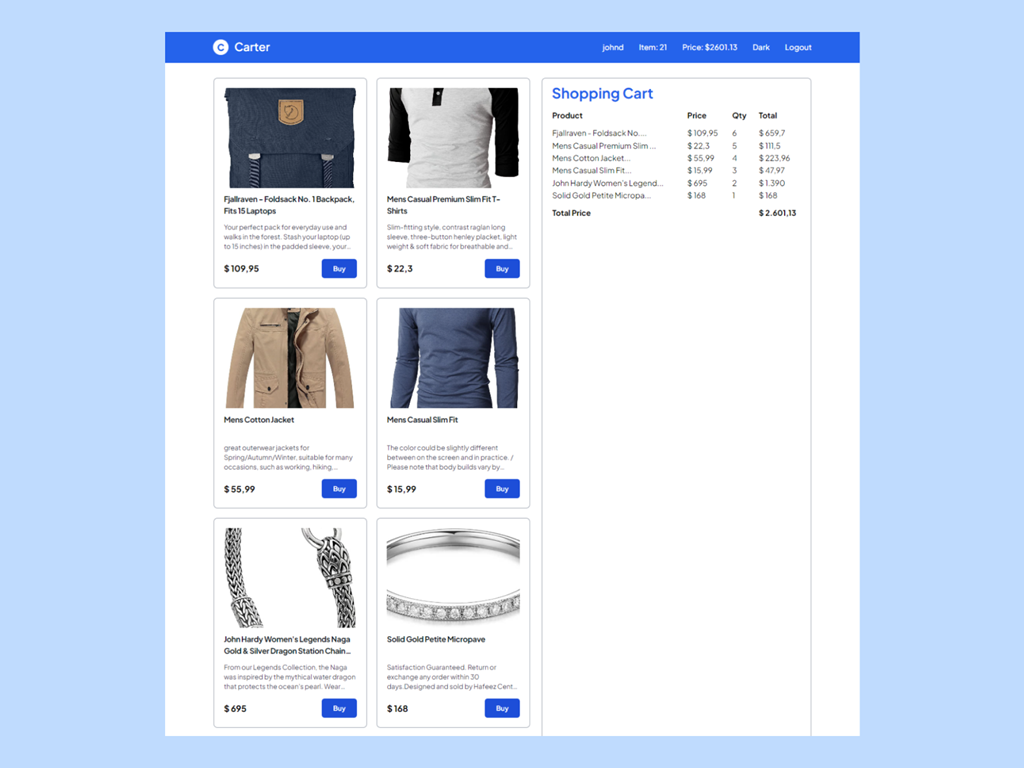 C Carter
johnd Item: 21 Price: $2601.13 Dark Logout
Fjallraven - Foldsack No. 1 Backpack,
Fits 15 Laptops
Your perfect pack for everyday use and
walks in the forest. Stash your laptop (up
to 15 inches) in the padded sleeve, your...
$ 109,95 Buy
Mens Casual Premium Slim Fit T-
Shirts
Slim-fitting style, contrast raglan long
sleeve, three-button henley placket, light
weight & soft fabric for breathable and...
$ 22,3 Buy
Mens Cotton Jacket
great outerwear jackets for
Spring/Autumn/Winter, suitable for many
occasions, such as working, hiking,...
$ 55,99 Buy
Mens Casual Slim Fit
The color could be slightly different
between on the screen and in practice. /
Please note that body builds vary by...
$ 15,99 Buy
John Hardy Women's Legends Naga
Gold & Silver Dragon Station Chain...
From our Legends Collection, the Naga
was inspired by the mythical water dragon
that protects the ocean's pearl. Wear...
$ 695 Buy
Solid Gold Petite Micropave
Satisfaction Guaranteed. Return or
exchange any order within 30
days.Designed and sold by Hafeez Cent...
$ 168 Buy
Shopping Cart
Product Price Qty Total
Fjallraven - Foldsack No.... $ 109,95 6 $ 659,7
Mens Casual Premium Slim ... $ 22,3 5 $ 111,5
Mens Cotton Jacket... $ 55,99 4 $ 223,96
Mens Casual Slim Fit... $ 15,99 3 $ 47,97
John Hardy Women's Legend... $ 695 2 $ 1.390
Solid Gold Petite Micropa... $ 168 1 $ 168
Total Price $ 2.601,13